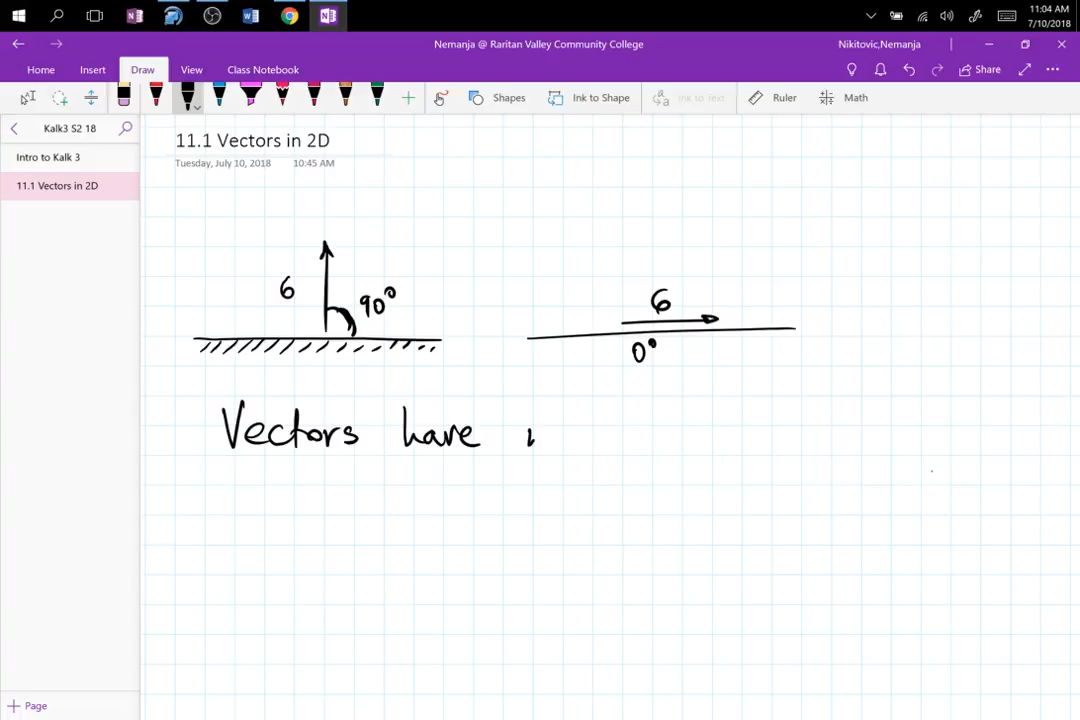 11:04 AM
7/10/2018
Nemanja @ Raritan Valley Community College
Nikitovic,Nemanja
Home Insert Draw View Class Notebook
Share
Shapes Ink to Shape Ink to Text Ruler Math
Kalk3 S2 18
Intro to Kalk 3
11.1 Vectors in 2D
11.1 Vectors in 2D
Tuesday, July 10, 2018 10:45 AM
6 90°
6
0°
Vectors have
Page